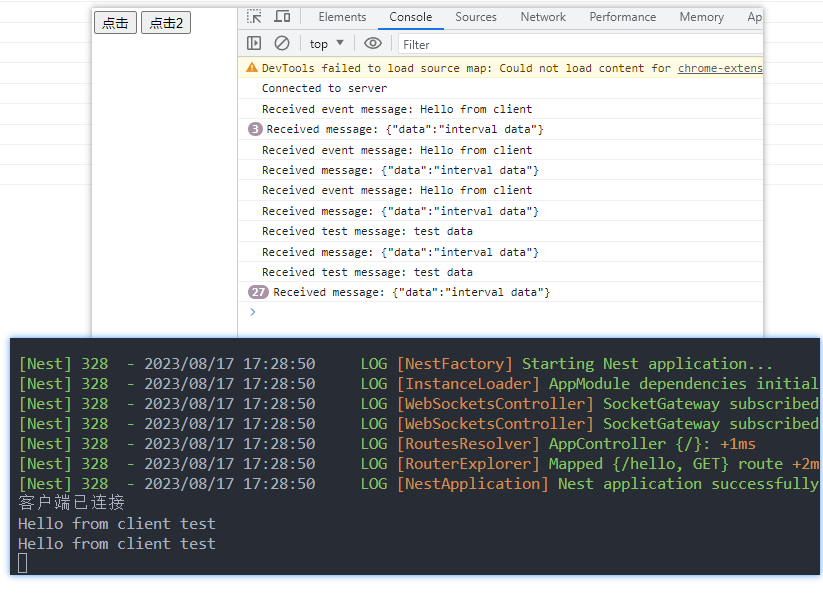 点击 点击2
Elements Console Sources Network Performance Memory Ap
top Filter
DevTools failed to load source map: Could not load content for chrome-extens
Connected to server
Received event message: Hello from client
3 Received message: {"data":"interval data"}
Received event message: Hello from client
Received message: {"data":"interval data"}
Received event message: Hello from client
Received message: {"data":"interval data"}
Received test message: test data
Received message: {"data":"interval data"}
Received test message: test data
27 Received message: {"data":"interval data"}
[Nest] 328 - 2023/08/17 17:28:50 LOG [NestFactory] Starting Nest application...
[Nest] 328 - 2023/08/17 17:28:50 LOG [InstanceLoader] AppModule dependencies initial
[Nest] 328 - 2023/08/17 17:28:50 LOG [WebSocketsController] SocketGateway subscribed
[Nest] 328 - 2023/08/17 17:28:50 LOG [WebSocketsController] SocketGateway subscribed
[Nest] 328 - 2023/08/17 17:28:50 LOG [RoutesResolver] AppController {/}: +1ms
[Nest] 328 - 2023/08/17 17:28:50 LOG [RouterExplorer] Mapped {/hello, GET} route +2m
[Nest] 328 - 2023/08/17 17:28:50 LOG [NestApplication] Nest application successfully
客户端已连接
Hello from client test
Hello from client test